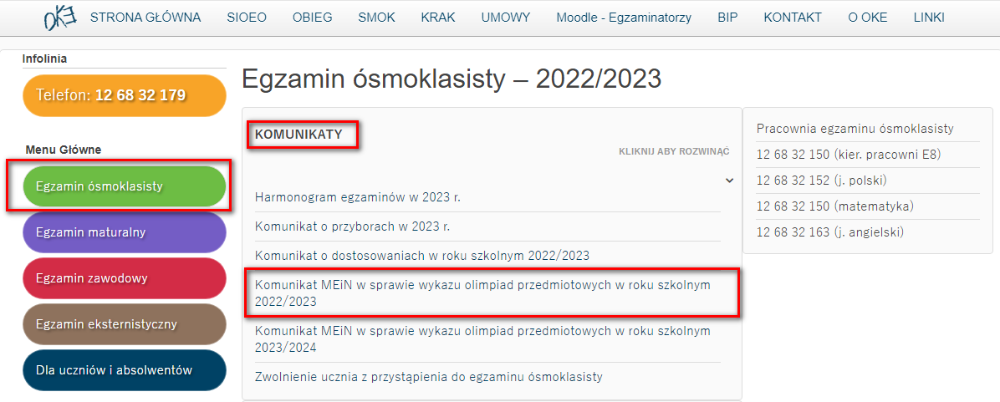 OKE STRONA GŁÓWNA SIOEO OBIEG SMOK KRAK UMOWY Moodle - Egzaminatorzy BIP KONTAKT O OKE LINKI
Infolinia
Telefon: 12 68 32 179
Menu Główne
Egzamin ósmoklasisty
Egzamin maturalny
Egzamin zawodowy
Egzamin eksternistyczny
Dla uczniów i absolwentów
Egzamin ósmoklasisty – 2022/2023
KOMUNIKATY
KLIKNIJ ABY ROZWINĄĆ
Harmonogram egzaminów w 2023 r.
Komunikat o przyborach w 2023 r.
Komunikat o dostosowaniach w roku szkolnym 2022/2023
Komunikat MEiN w sprawie wykazu olimpiad przedmiotowych w roku szkolnym
2022/2023
Komunikat MEiN w sprawie wykazu olimpiad przedmiotowych w roku szkolnym
2023/2024
Zwolnienie ucznia z przystąpienia do egzaminu ósmoklasisty
Pracownia egzaminu ósmoklasisty
12 68 32 150 (kier. pracowni E8)
12 68 32 152 (j. polski)
12 68 32 150 (matematyka)
12 68 32 163 (j. angielski)